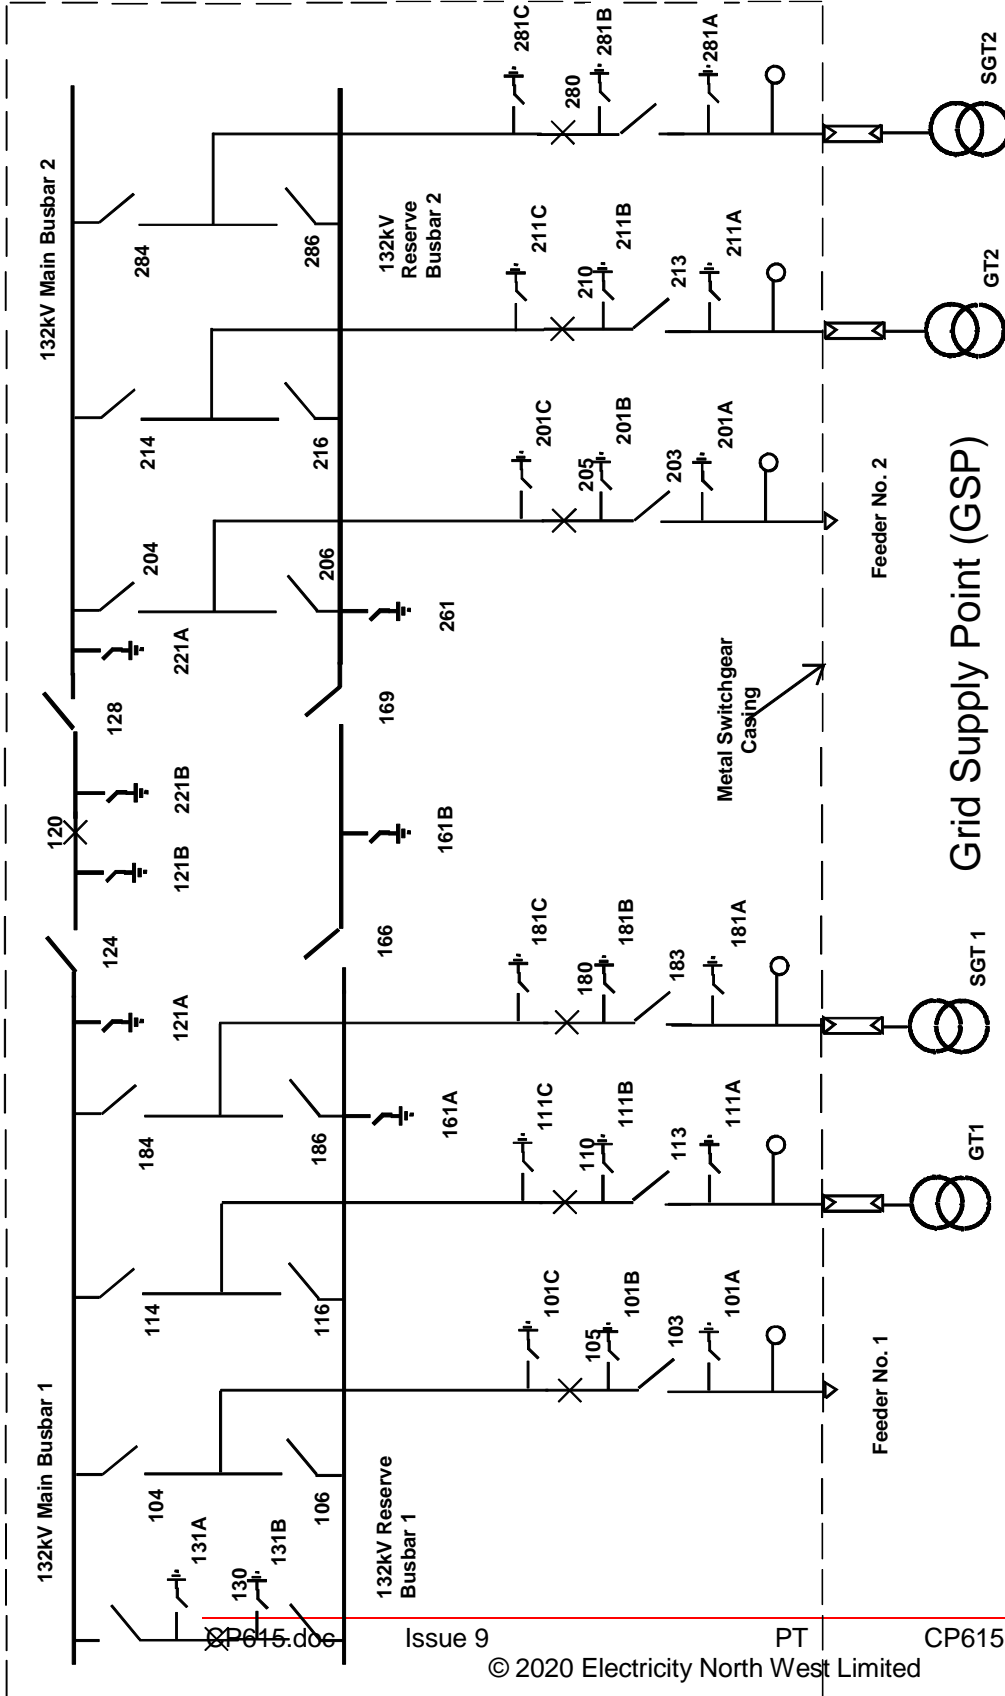 132kV Main Busbar 1
132kV Main Busbar 2
132kV Reserve
Busbar 1
132kV
Reserve
Busbar 2
131A
130
131B
104
106
114
116
184
186
121A
161A
124
166
121B
120
221B
161B
128
169
221A
261
204
206
214
216
284
286
101C
105
101B
103
101A
111C
110
111B
113
111A
181C
180
181B
183
181A
201C
205
201B
203
201A
211C
210
211B
213
211A
281C
280
281B
281A
Metal Switchgear
Casing
Feeder No. 1
GT1
SGT 1
Feeder No. 2
GT2
SGT2
Grid Supply Point (GSP)
CP615.doc Issue 9 PT CP615
© 2020 Electricity North West Limited